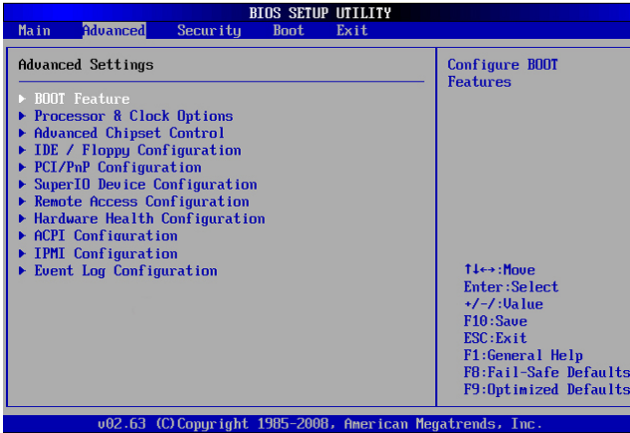 BIOS SETUP UTILITY
Main Advanced Security Boot Exit
Advanced Settings
▶ BOOT Feature
▶ Processor & Clock Options
▶ Advanced Chipset Control
▶ IDE / Floppy Configuration
▶ PCI/PnP Configuration
▶ SuperIO Device Configuration
▶ Remote Access Configuration
▶ Hardware Health Configuration
▶ ACPI Configuration
▶ IPMI Configuration
▶ Event Log Configuration
Configure BOOT
Features
↑↓←→:Move
Enter:Select
+/-/:Value
F10:Save
ESC:Exit
F1:General Help
F8:Fail-Safe Defaults
F9:Optimized Defaults
v02.63 (C)Copyright 1985-2008, American Megatrends, Inc.